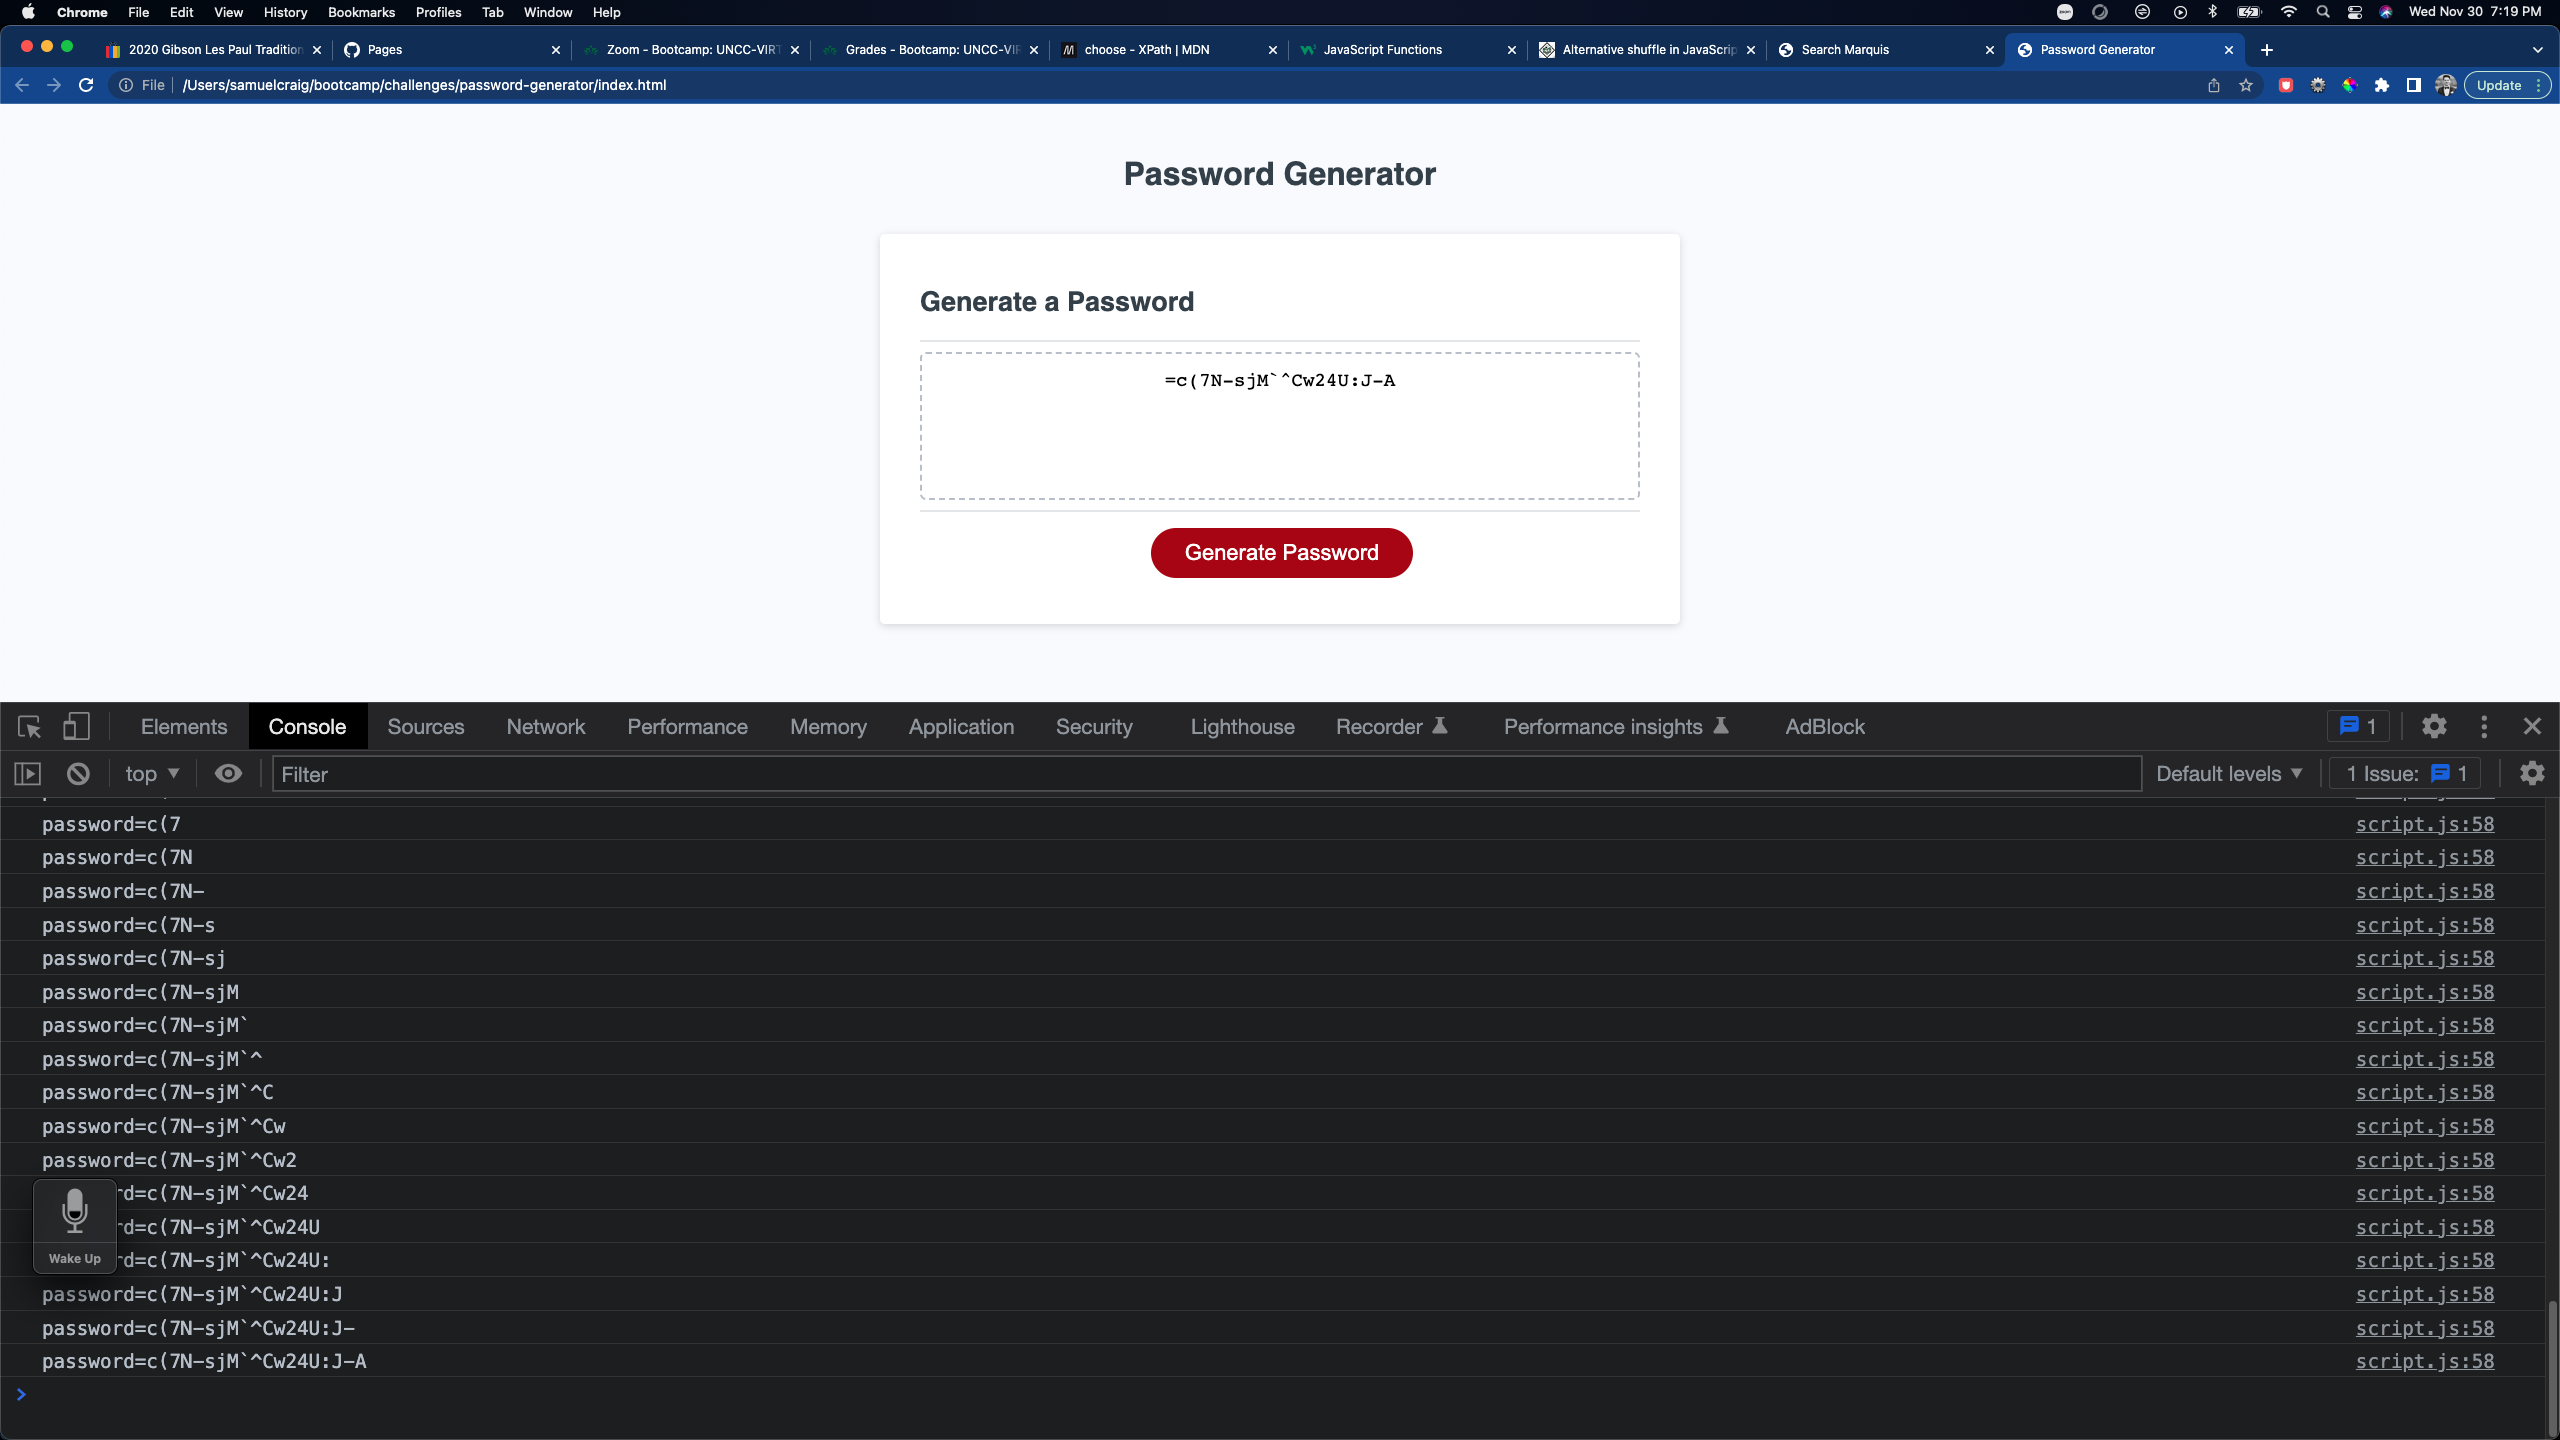 Chrome File Edit View History Bookmarks Profiles Tab Window Help Wed Nov 30 7:19 PM
2020 Gibson Les Paul Tradition Pages Zoom - Bootcamp: UNCC-VIRT Grades - Bootcamp: UNCC-VIR choose - XPath | MDN JavaScript Functions Alternative shuffle in JavaScrip Search Marquis Password Generator
File /Users/samuelcraig/bootcamp/challenges/password-generator/index.html Update
Password Generator
Generate a Password
=c(7N-sjM`^Cw24U:J-A
Generate Password
Elements Console Sources Network Performance Memory Application Security Lighthouse Recorder Performance insights AdBlock 1
top Filter Default levels 1 Issue: 1
password=c(7 script.js:58
password=c(7N script.js:58
password=c(7N- script.js:58
password=c(7N-s script.js:58
password=c(7N-sj script.js:58
password=c(7N-sjM script.js:58
password=c(7N-sjM` script.js:58
password=c(7N-sjM`^ script.js:58
password=c(7N-sjM`^C script.js:58
password=c(7N-sjM`^Cw script.js:58
password=c(7N-sjM`^Cw2 script.js:58
rd=c(7N-sjM`^Cw24 script.js:58
rd=c(7N-sjM`^Cw24U script.js:58
Wake Up rd=c(7N-sjM`^Cw24U: script.js:58
password=c(7N-sjM`^Cw24U:J script.js:58
password=c(7N-sjM`^Cw24U:J- script.js:58
password=c(7N-sjM`^Cw24U:J-A script.js:58